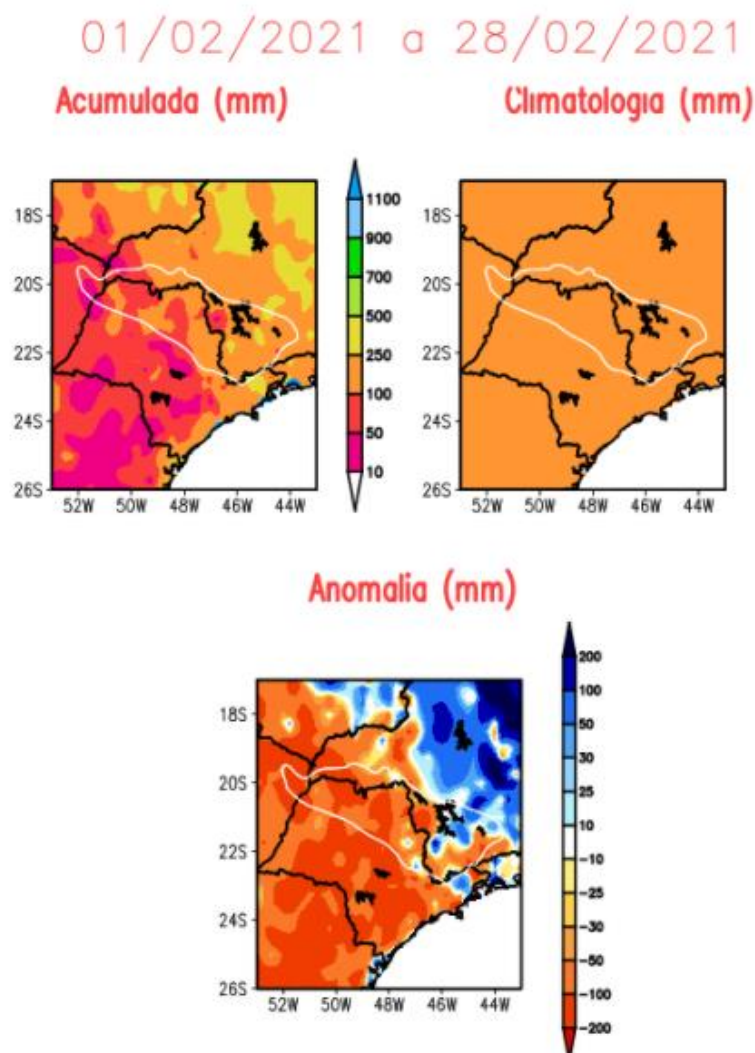 01/02/2021 a 28/02/2021
Acumulada (mm)
Climatologia (mm)
18S
20S
22S
24S
26S
52W 50W 48W 46W 44W
1100
900
700
500
250
100
50
10
18S
20S
22S
24S
26S
52W 50W 48W 46W 44W
Anomalia (mm)
18S
20S
22S
24S
26S
52W 50W 48W 46W 44W
200
100
50
30
25
10
-10
-25
-30
-50
-100
-200